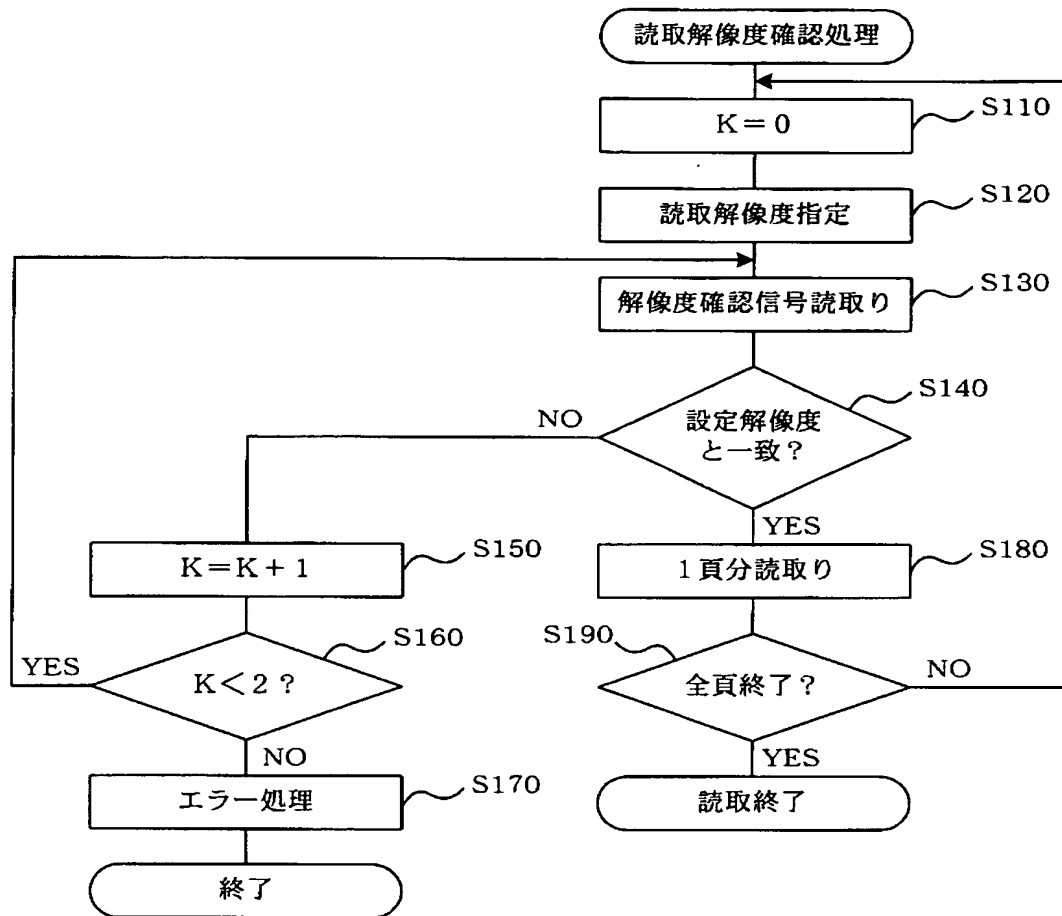 読取解像度確認処理
K=0
S110
読取解像度指定
S120
解像度確認信号読取り
S130
設定解像度
と一致?
S140
NO
YES
K=K+1
S150
1頁分読取り
S180
K<2?
S160
YES
NO
全頁終了?
S190
NO
YES
エラー処理
S170
読取終了
終了